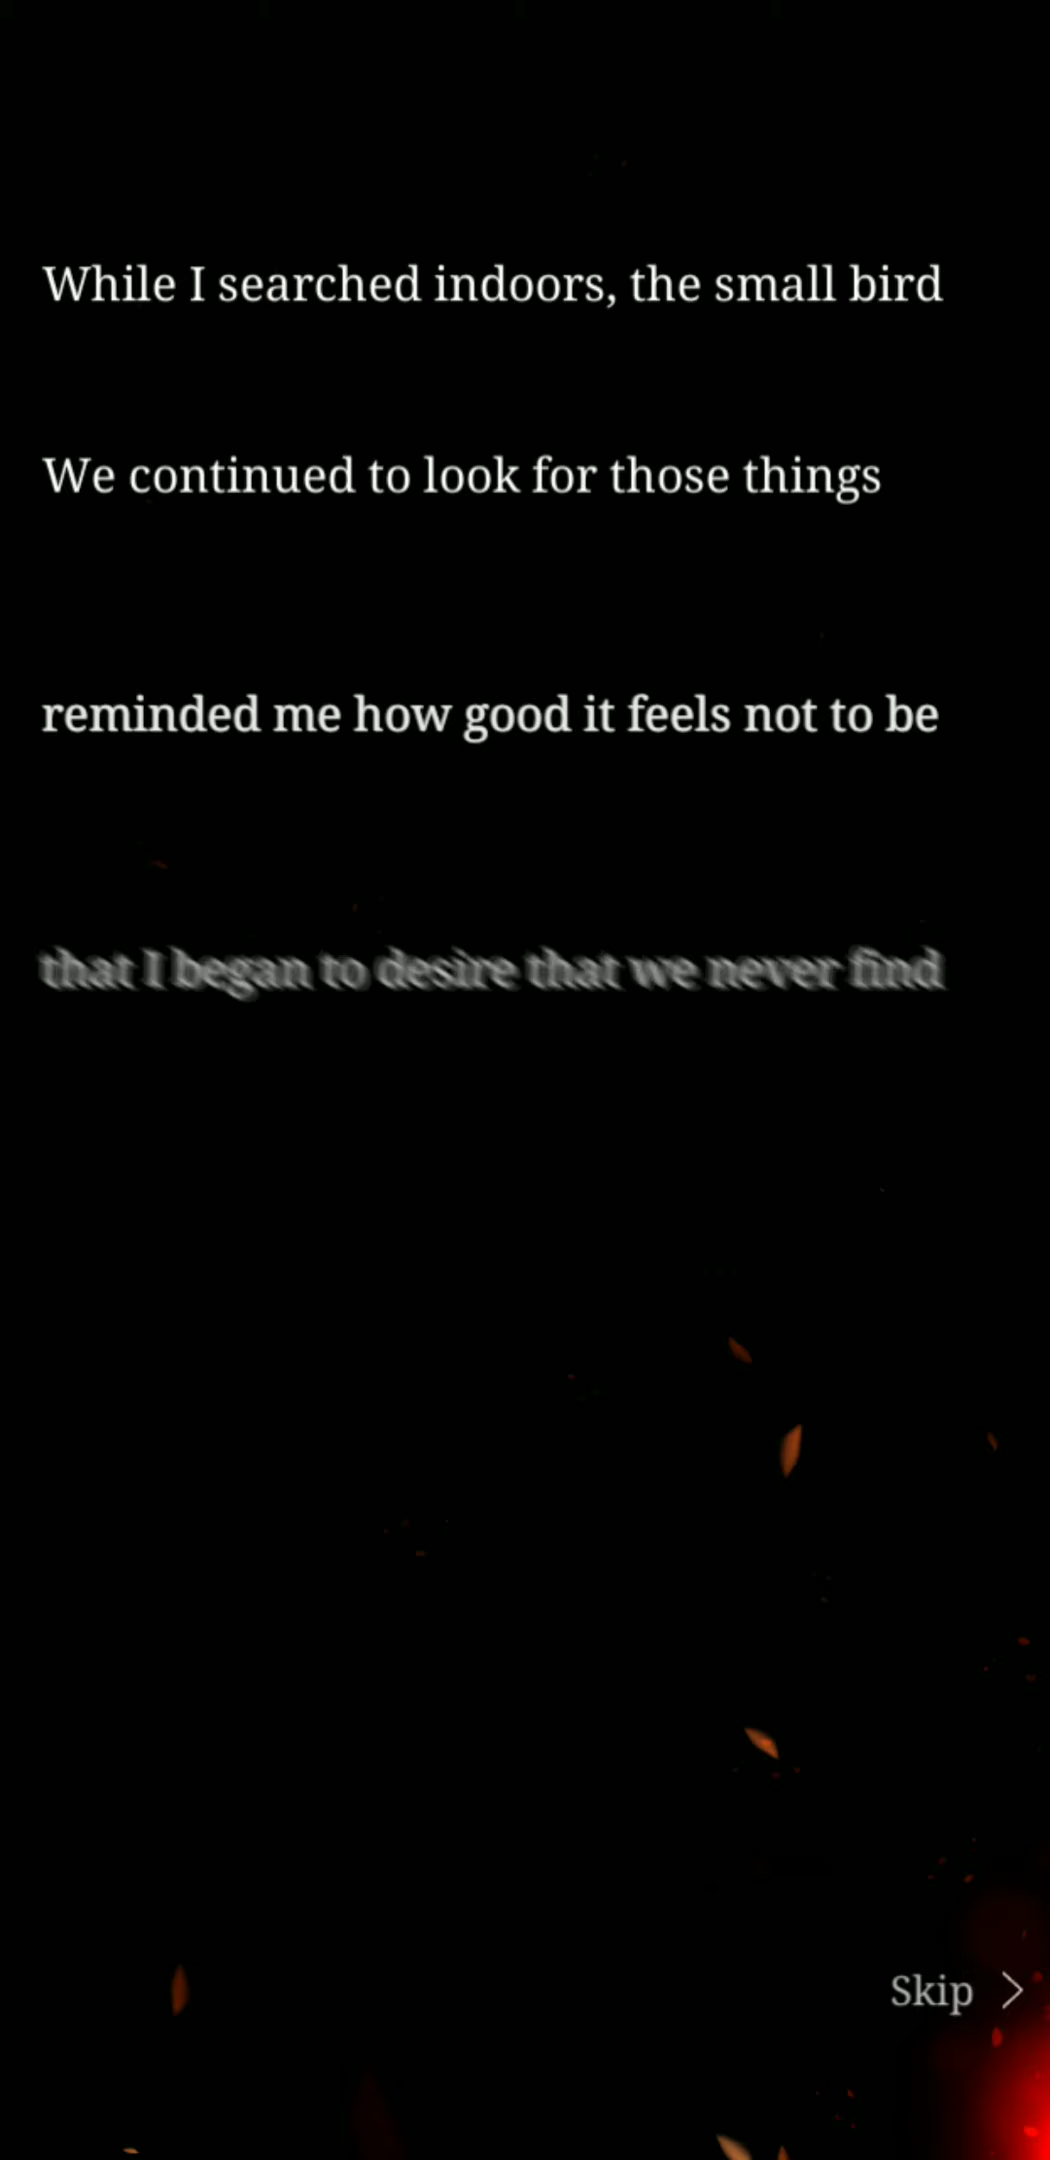 While I searched indoors, the small bird
We continued to look for those things
reminded me how good it feels not to be
that I began to desire that we never find
Skip >